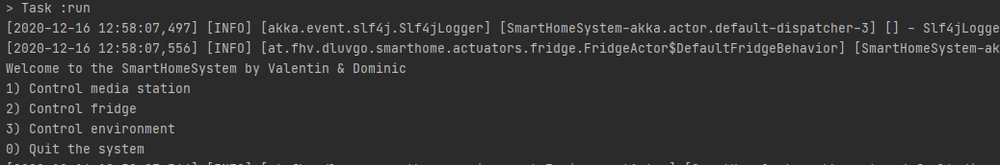 > Task :run
[2020-12-16 12:58:07,497] [INFO] [akka.event.slf4j.Slf4jLogger] [SmartHomeSystem-akka.actor.default-dispatcher-3] [] - Slf4jLogge
[2020-12-16 12:58:07,556] [INFO] [at.fhv.dluvgo.smarthome.actuators.fridge.FridgeActor$DefaultFridgeBehavior] [SmartHomeSystem-ak
Welcome to the SmartHomeSystem by Valentin & Dominic
1) Control media station
2) Control fridge
3) Control environment
0) Quit the system